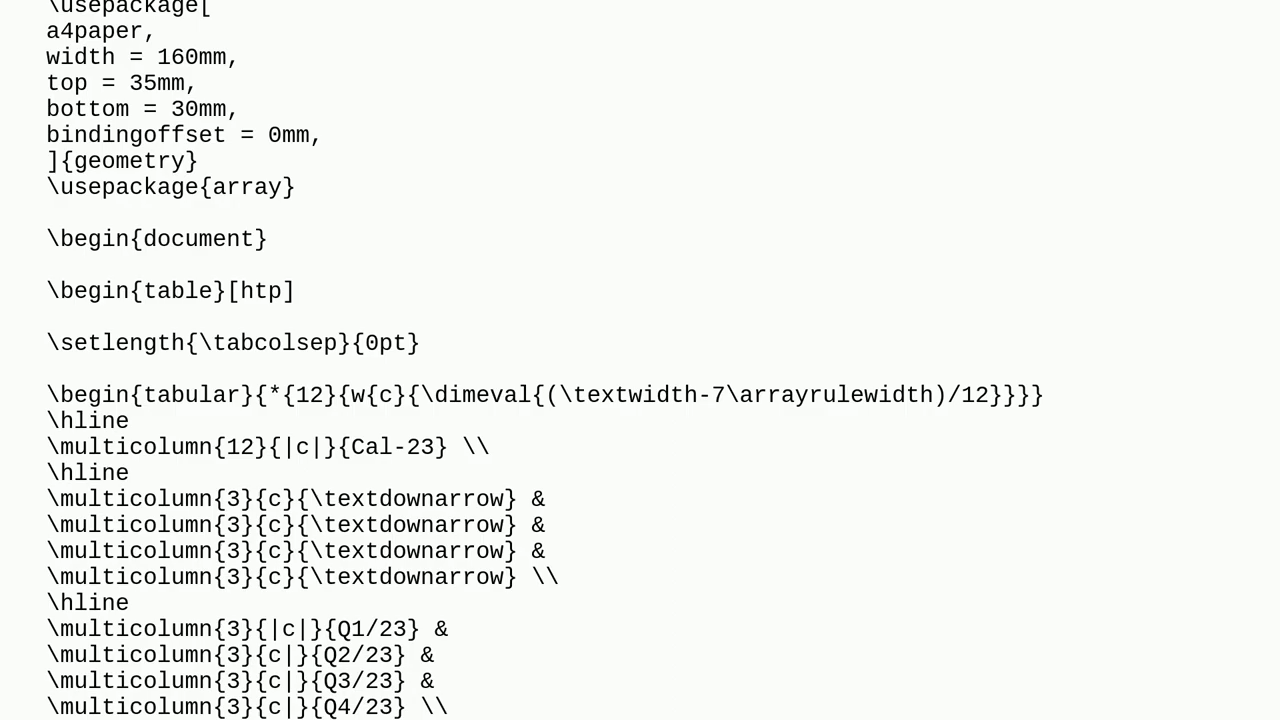 \usepackage[
a4paper,
width = 160mm,
top = 35mm,
bottom = 30mm,
bindingoffset = 0mm,
]{geometry}
\usepackage{array}
\begin{document}
\begin{table}[htp]
\setlength{\tabcolsep}{0pt}
\begin{tabular}{*{12}{w{c}{\dimeval{(\textwidth-7\arrayrulewidth)/12}}}}
\hline
\multicolumn{12}{|c|}{Cal-23} \\
\hline
\multicolumn{3}{c}{\textdownarrow} &
\multicolumn{3}{c}{\textdownarrow} &
\multicolumn{3}{c}{\textdownarrow} &
\multicolumn{3}{c}{\textdownarrow} \\
\hline
\multicolumn{3}{|c|}{Q1/23} &
\multicolumn{3}{c|}{Q2/23} &
\multicolumn{3}{c|}{Q3/23} &
\multicolumn{3}{c|}{Q4/23} \\